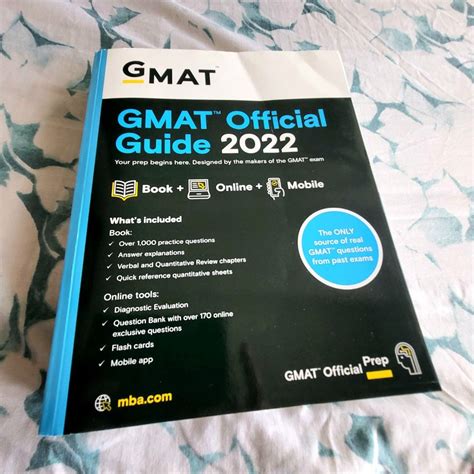 GMAT™
GMAT™ Official
Guide 2022
Your prep begins here. Designed by the makers of the GMAT™ exam
Book + Online + Mobile
What's included
Book:
• Over 1,000 practice questions
• Answer explanations
• Verbal and Quantitative Review chapters
• Quick reference quantitative sheets
Online tools:
• Diagnostic Evaluation
• Question Bank with over 170 online
exclusive questions
• Flash cards
• Mobile app
The ONLY
source of real
GMAT™ questions
from past exams
mba.com
GMAT™ Official Prep